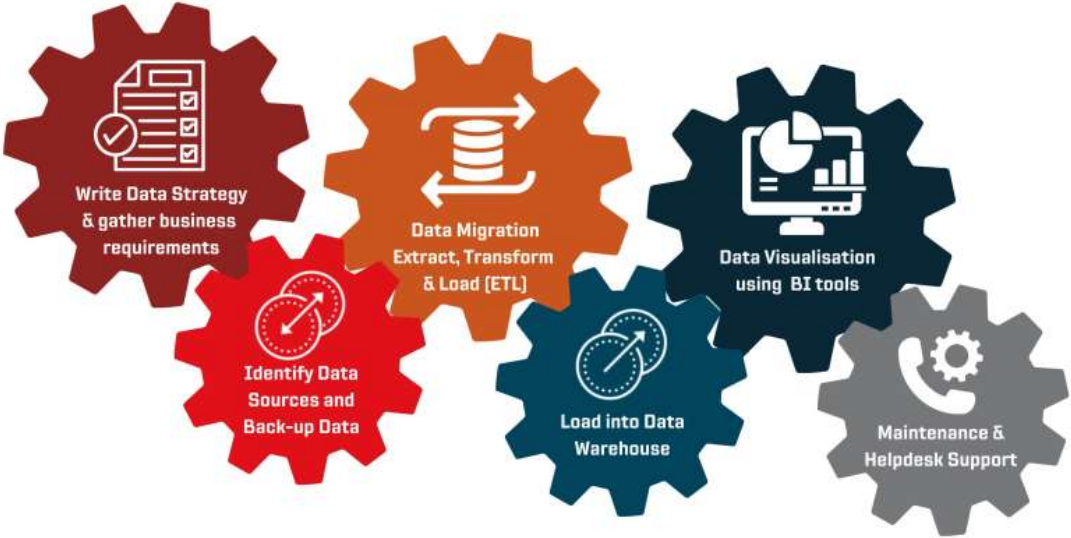 Write Data Strategy
& gather business
requirements
Identify Data
Sources and
Back-up Data
Data Migration
Extract, Transform
& Load (ETL)
Load into Data
Warehouse
Data Visualisation
using BI tools
Maintenance &
Helpdesk Support